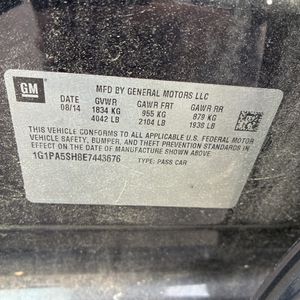 GM
MFD BY GENERAL MOTORS LLC
DATE GVWR GAWR FRT GAWR RR
08/14 1834 KG 955 KG 879 KG
4042 LB 2104 LB 1938 LB
THIS VEHICLE CONFORMS TO ALL APPLICABLE U.S. FEDERAL MOTOR
VEHICLE SAFETY, BUMPER, AND THEFT PREVENTION STANDARDS
IN EFFECT ON THE DATE OF MANUFACTURE SHOWN ABOVE.
1G1PA5SH8E7443676 TYPE: PASS CAR